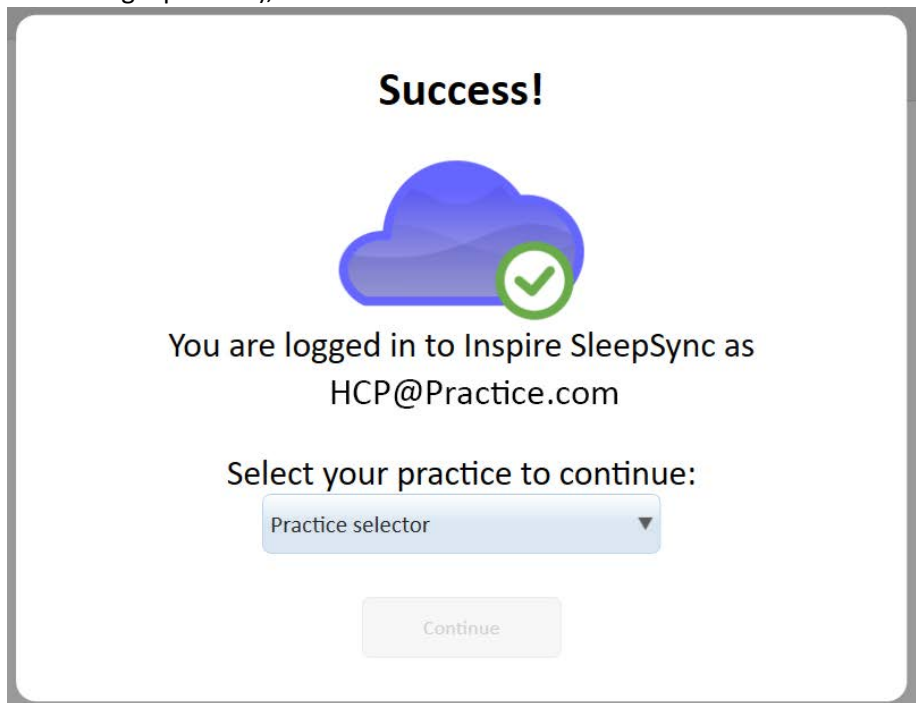 Success!
You are logged in to Inspire SleepSync as
HCP@Practice.com
Select your practice to continue:
Practice selector
Continue